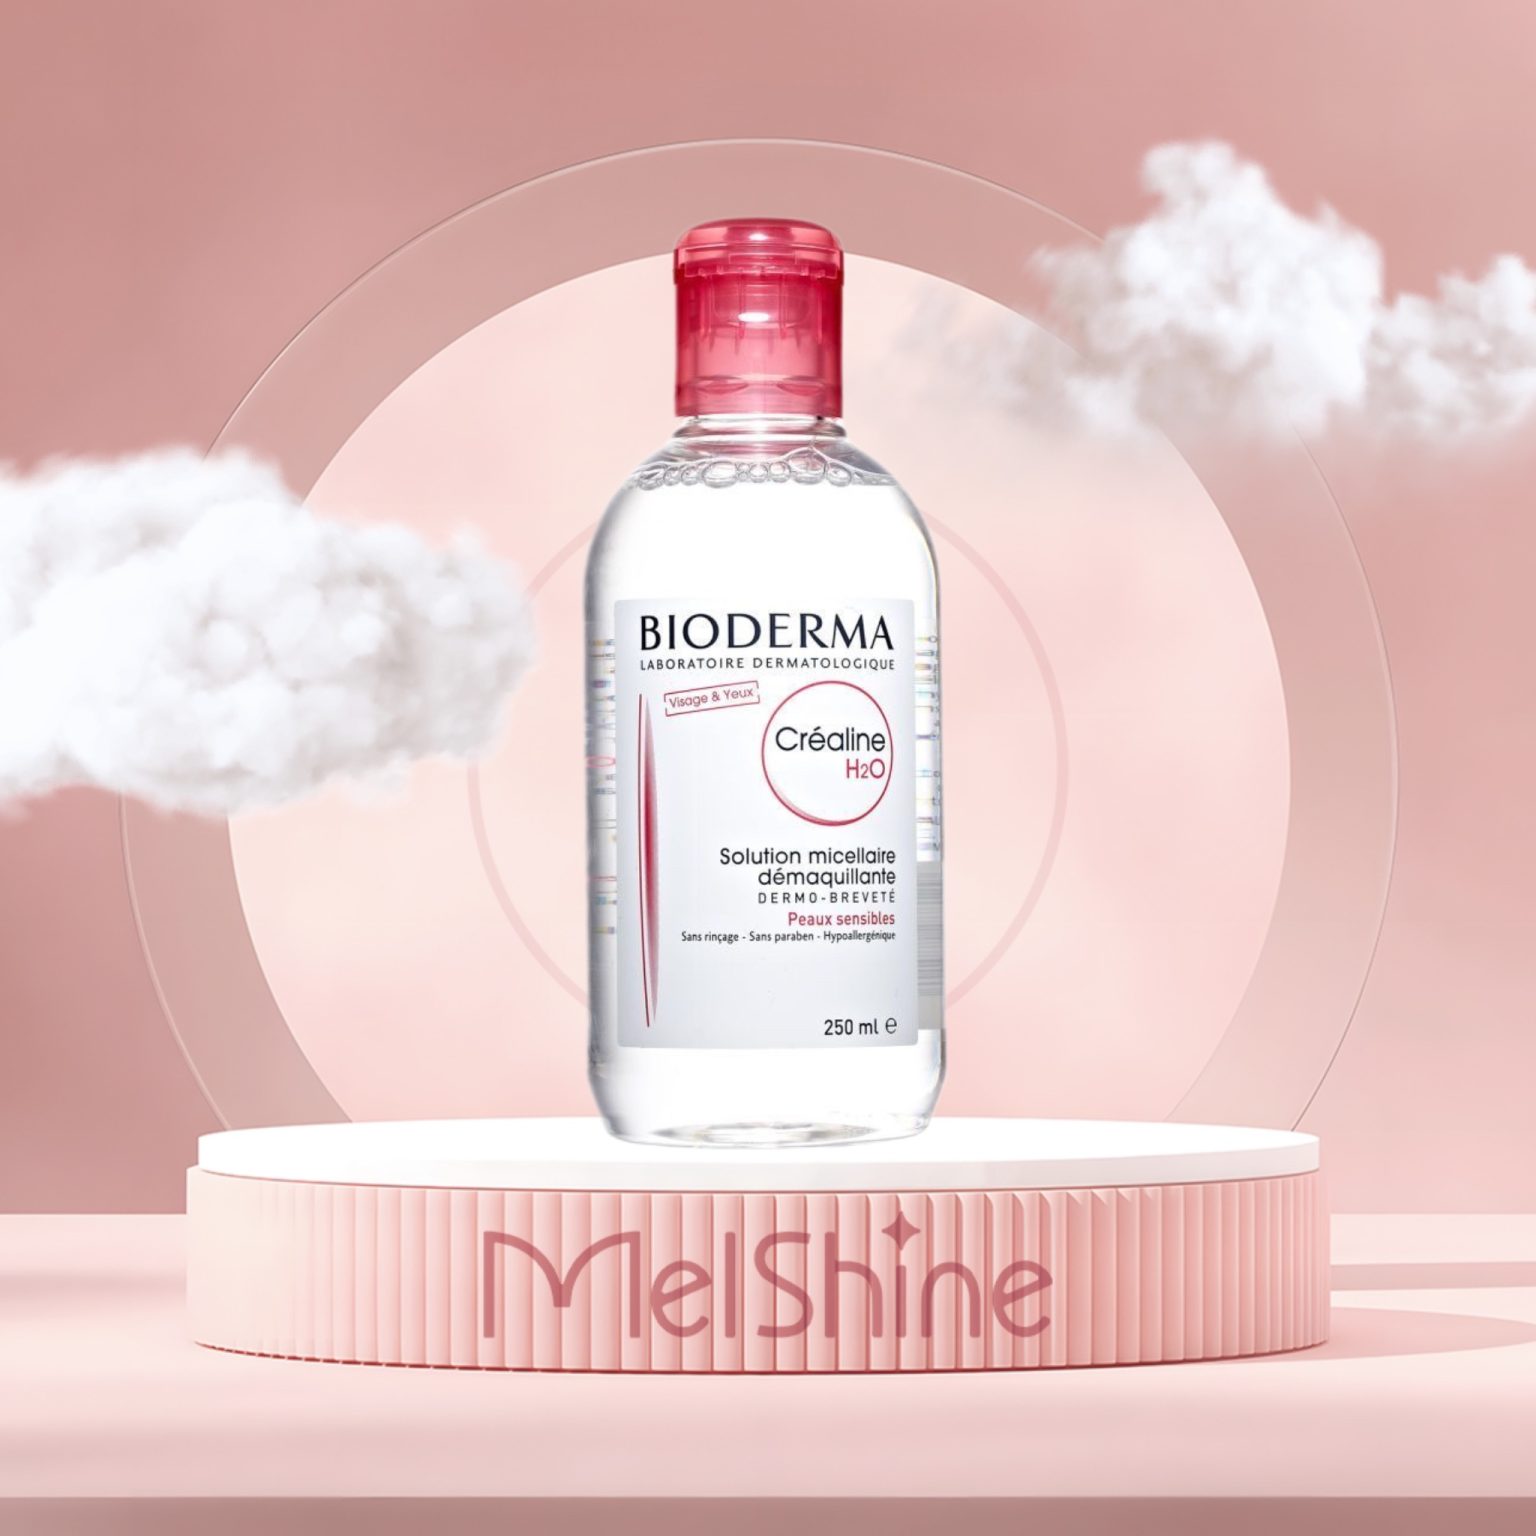 BIODERMA
LABORATOIRE DERMATOLOGIQUE
Visage & Yeux
Créaline
H2O
Solution micellaire
démaquillante
DERMO-BREVETÉ
Peaux sensibles
Sans rinçage - Sans paraben - Hypoallergénique
250 ml ℮
MelShine